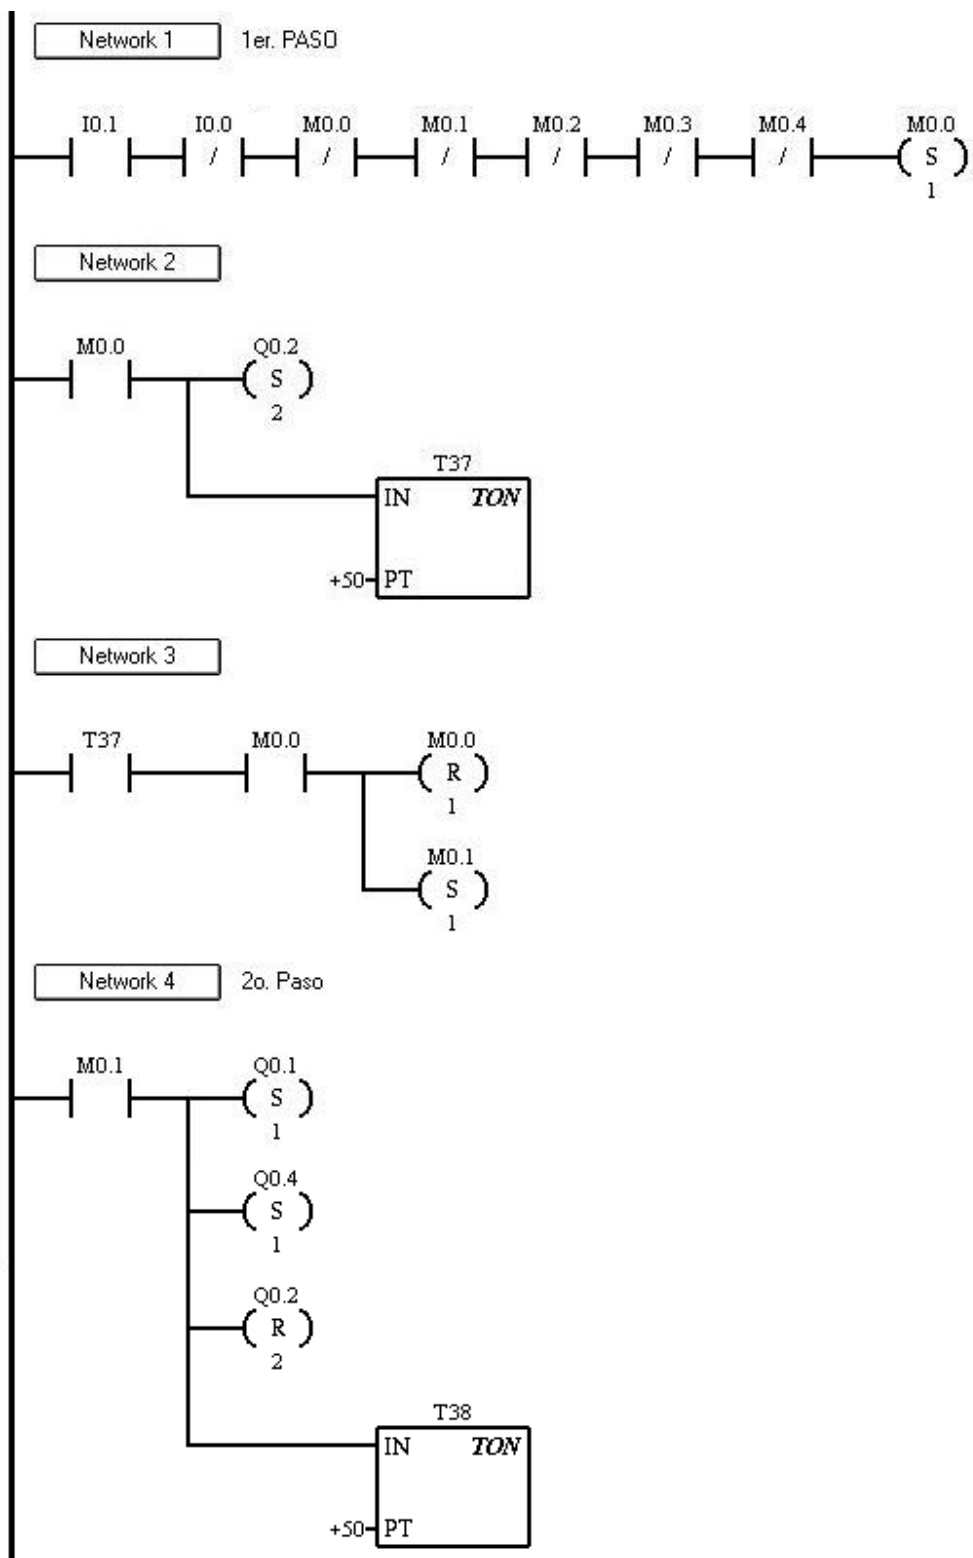 Network 1 1er. PASO
I0.1 I0.0 M0.0 M0.1 M0.2 M0.3 M0.4 M0.0
/ / / / / / S
1
Network 2
M0.0 Q0.2
S
2
T37
IN TON
+50 PT
Network 3
T37 M0.0 M0.0
R
1
M0.1
S
1
Network 4 2o. Paso
M0.1 Q0.1
S
1
Q0.4
S
1
Q0.2
R
2
T38
IN TON
+50 PT